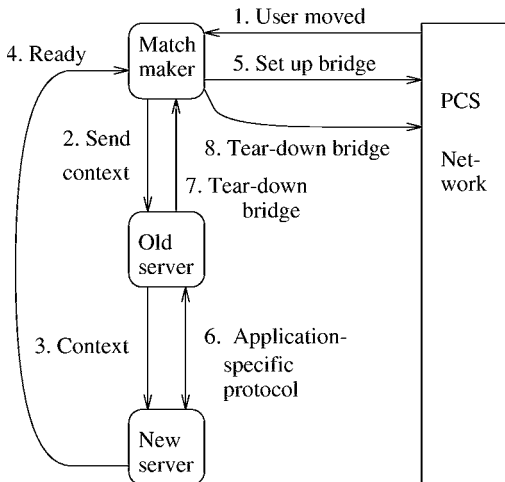 1. User moved
4. Ready
Match
maker
5. Set up bridge
PCS
Net-
work
2. Send
context
8. Tear-down bridge
7. Tear-down
bridge
Old
server
3. Context
6. Application-
specific
protocol
New
server